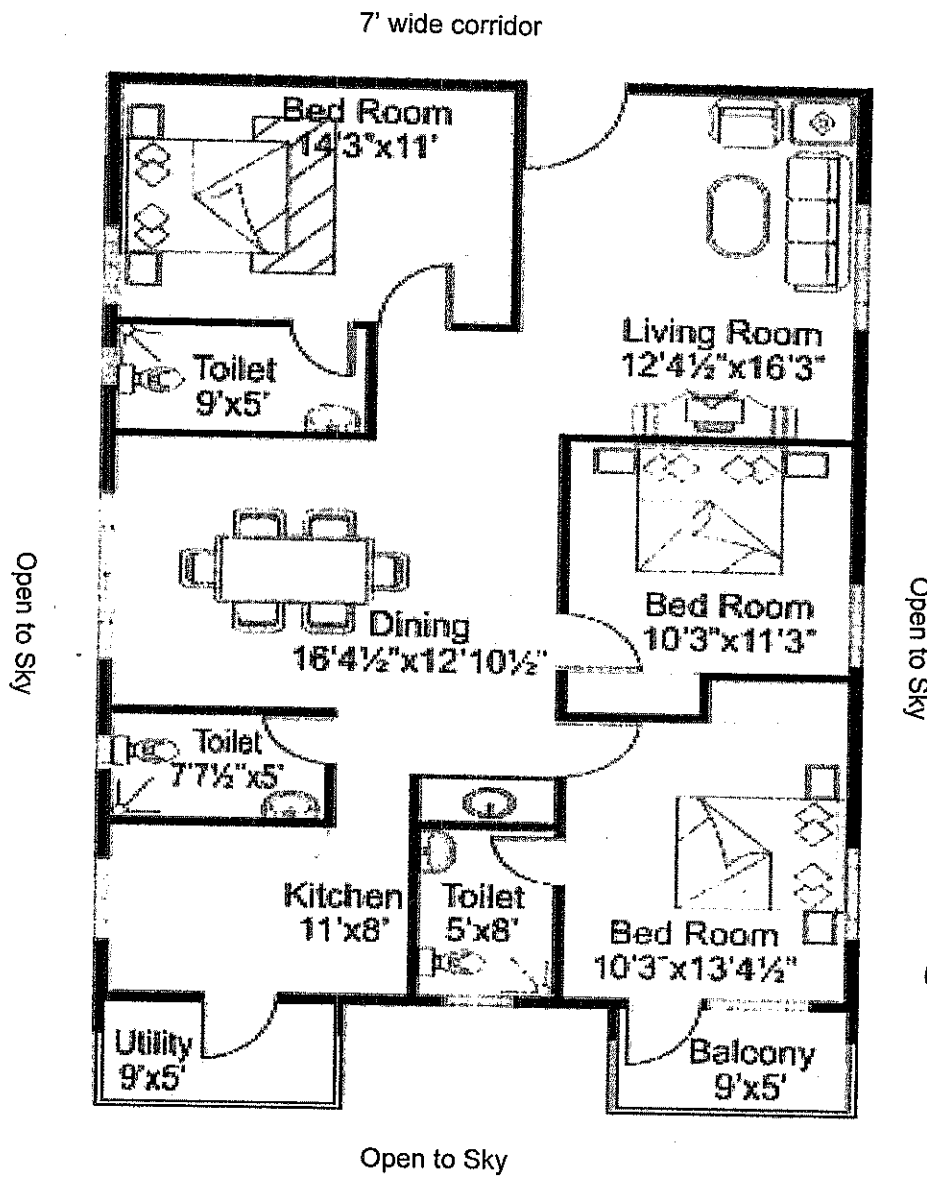 7' wide corridor
Bed Room
14'3"x11'
Living Room
12'4½"x16'3"
Toilet
9'x5'
Bed Room
10'3"x11'3"
Dining
16'4½"x12'10½"
Open to Sky
Open to Sky
Toilet
7'7½"x5'
Kitchen
11'x8'
Toilet
5'x8'
Bed Room
10'3"x13'4½"
Utility
9'x5'
Balcony
9'x5'
Open to Sky